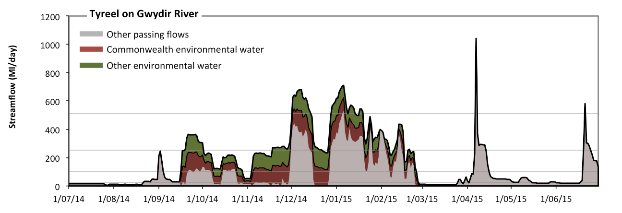 Tyreel on Gwydir River
Streamflow (Ml/day)
1200
1000
800
600
400
200
0
Other passing flows
Commonwealth environmental water
Other environmental water
1/07/14 1/08/14 1/09/14 1/10/14 1/11/14 1/12/14 1/01/15 1/02/15 1/03/15 1/04/15 1/05/15 1/06/15